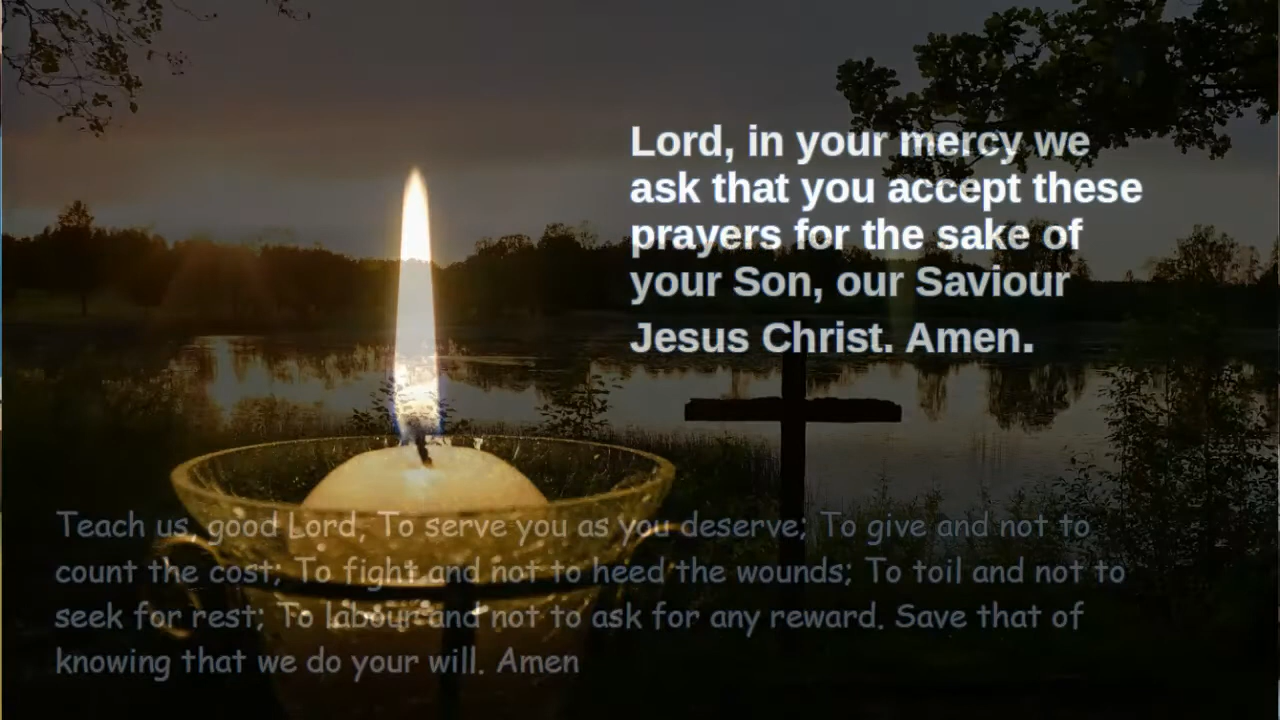 Lord, in your mercy we
ask that you accept these
prayers for the sake of
your Son, our Saviour
Jesus Christ. Amen.
Teach us, good Lord, To serve you as you deserve; To give and not to
count the cost; To fight and not to heed the wounds; To toil and not to
seek for rest; To labour and not to ask for any reward. Save that of
knowing that we do your will. Amen